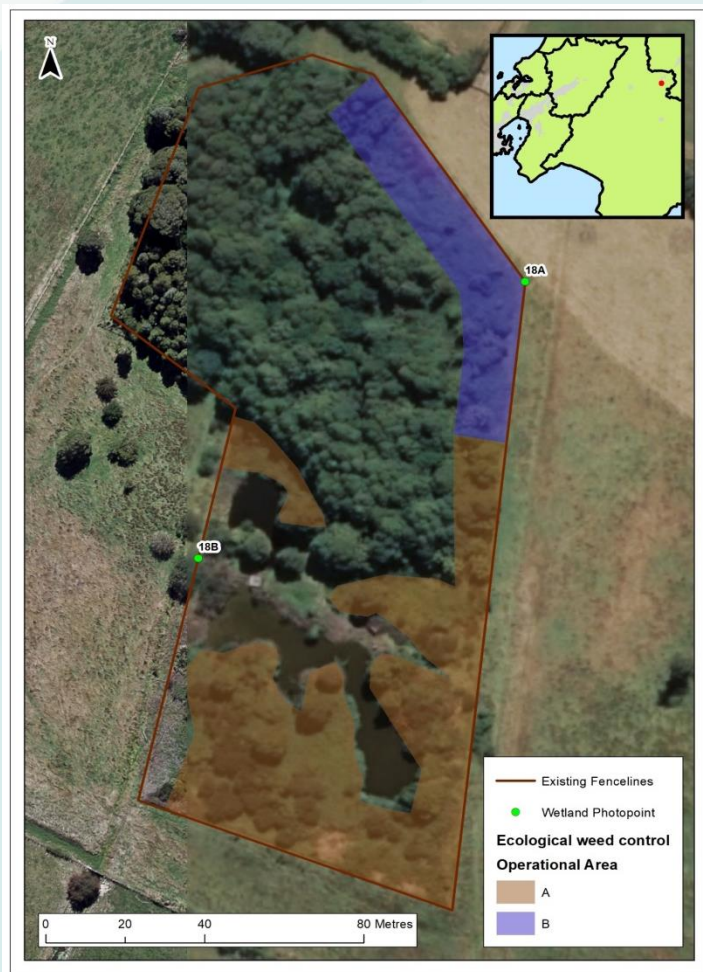 N
18A
18B
Existing Fencelines
Wetland Photopoint
Ecological weed control
Operational Area
A
B
0 20 40 80 Metres